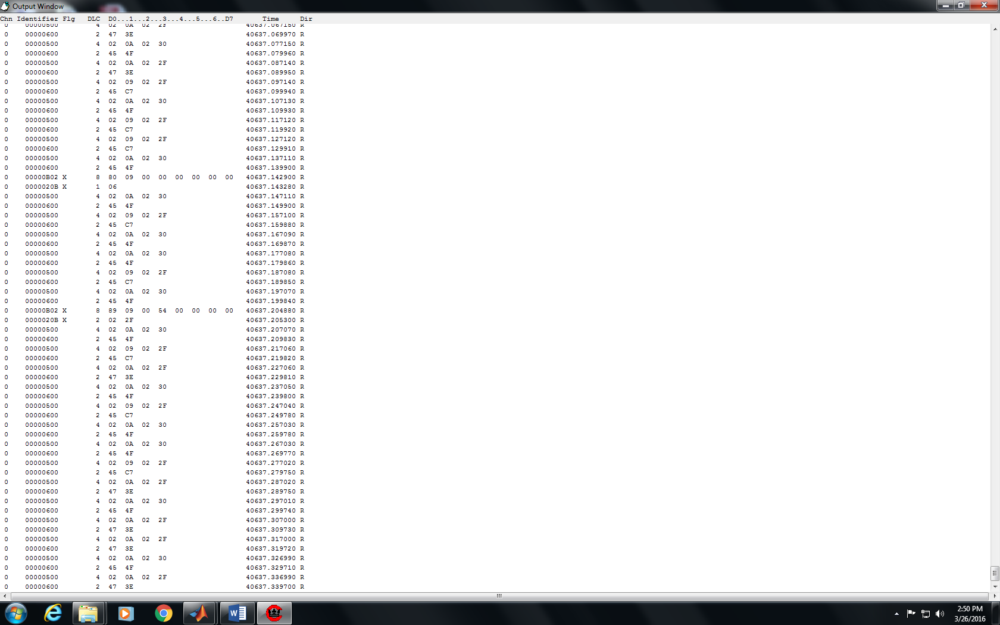 Output Window
Chn Identifier Flg DLC D0...1...2...3...4...5...6..D7 Time Dir
0 00000500 4 02 0A 02 2F 40637.067150 R
0 00000600 2 47 3E 40637.069970 R
0 00000500 4 02 0A 02 30 40637.077150 R
0 00000600 2 45 4F 40637.079960 R
0 00000500 4 02 0A 02 2F 40637.087140 R
0 00000600 2 47 3E 40637.089950 R
0 00000500 4 02 09 02 2F 40637.097140 R
0 00000600 2 45 C7 40637.099940 R
0 00000500 4 02 0A 02 30 40637.107130 R
0 00000600 2 45 4F 40637.109930 R
0 00000500 4 02 09 02 2F 40637.117120 R
0 00000600 2 45 C7 40637.119920 R
0 00000500 4 02 09 02 2F 40637.127120 R
0 00000600 2 45 C7 40637.129910 R
0 00000500 4 02 0A 02 30 40637.137110 R
0 00000600 2 45 4F 40637.139900 R
0 00000B02 X 8 80 09 00 00 00 00 00 00 40637.142900 R
0 0000020B X 1 06 40637.143280 R
0 00000500 4 02 0A 02 30 40637.147110 R
0 00000600 2 45 4F 40637.149900 R
0 00000500 4 02 09 02 2F 40637.157100 R
0 00000600 2 45 C7 40637.159880 R
0 00000500 4 02 0A 02 30 40637.167090 R
0 00000600 2 45 4F 40637.169870 R
0 00000500 4 02 0A 02 30 40637.177080 R
0 00000600 2 45 4F 40637.179860 R
0 00000500 4 02 09 02 2F 40637.187080 R
0 00000600 2 45 C7 40637.189850 R
0 00000500 4 02 0A 02 30 40637.197070 R
0 00000600 2 45 4F 40637.199840 R
0 00000B02 X 8 89 09 00 54 00 00 00 00 40637.204880 R
0 0000020B X 2 02 2F 40637.205300 R
0 00000500 4 02 0A 02 30 40637.207070 R
0 00000600 2 45 4F 40637.209830 R
0 00000500 4 02 09 02 2F 40637.217060 R
0 00000600 2 45 C7 40637.219820 R
0 00000500 4 02 0A 02 2F 40637.227060 R
0 00000600 2 47 3E 40637.229810 R
0 00000500 4 02 0A 02 30 40637.237050 R
0 00000600 2 45 4F 40637.239800 R
0 00000500 4 02 09 02 2F 40637.247040 R
0 00000600 2 45 C7 40637.249780 R
0 00000500 4 02 0A 02 30 40637.257030 R
0 00000600 2 45 4F 40637.259780 R
0 00000500 4 02 0A 02 30 40637.267030 R
0 00000600 2 45 4F 40637.269770 R
0 00000500 4 02 09 02 2F 40637.277020 R
0 00000600 2 45 C7 40637.279750 R
0 00000500 4 02 0A 02 2F 40637.287020 R
0 00000600 2 47 3E 40637.289750 R
0 00000500 4 02 0A 02 30 40637.297010 R
0 00000600 2 45 4F 40637.299740 R
0 00000500 4 02 0A 02 2F 40637.307000 R
0 00000600 2 47 3E 40637.309730 R
0 00000500 4 02 0A 02 2F 40637.317000 R
0 00000600 2 47 3E 40637.319720 R
0 00000500 4 02 0A 02 30 40637.326990 R
0 00000600 2 45 4F 40637.329710 R
0 00000500 4 02 0A 02 2F 40637.336990 R
0 00000600 2 47 3E 40637.339700 R
2:50 PM
3/26/2016